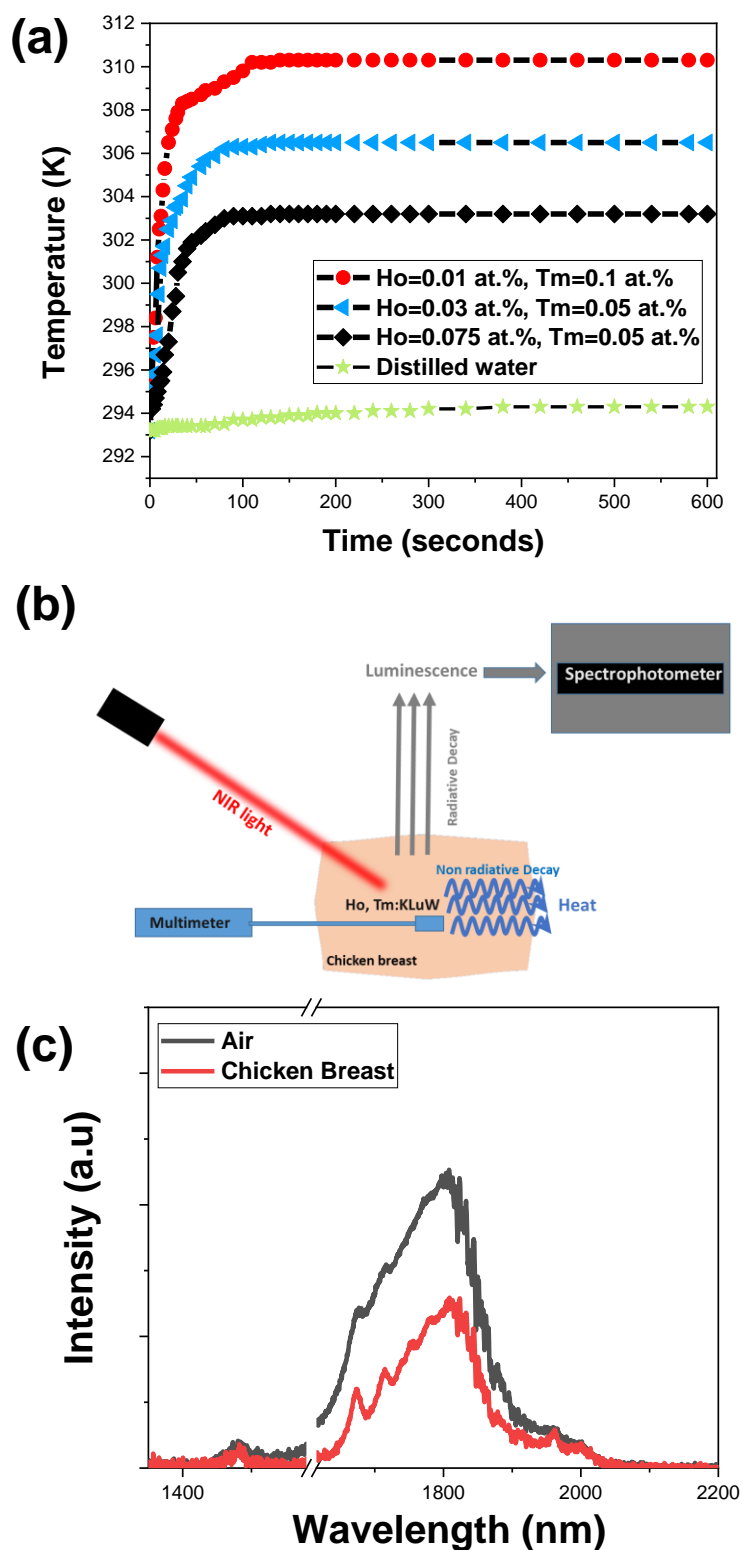 (a)
312
310
308
306
304
302
300
298
296
294
292
Temperature (K)
Ho=0.01 at.%, Tm=0.1 at.%
Ho=0.03 at.%, Tm=0.05 at.%
Ho=0.075 at.%, Tm=0.05 at.%
Distilled water
0 100 200 300 400 500 600
Time (seconds)
(b)
Luminescence
Spectrophotometer
NIR light
Radiative Decay
Non radiative Decay
Ho, Tm:KLuW
Heat
Multimeter
Chicken breast
(c)
Air
Chicken Breast
Intensity (a.u)
1400 1800 2000 2200
Wavelength (nm)